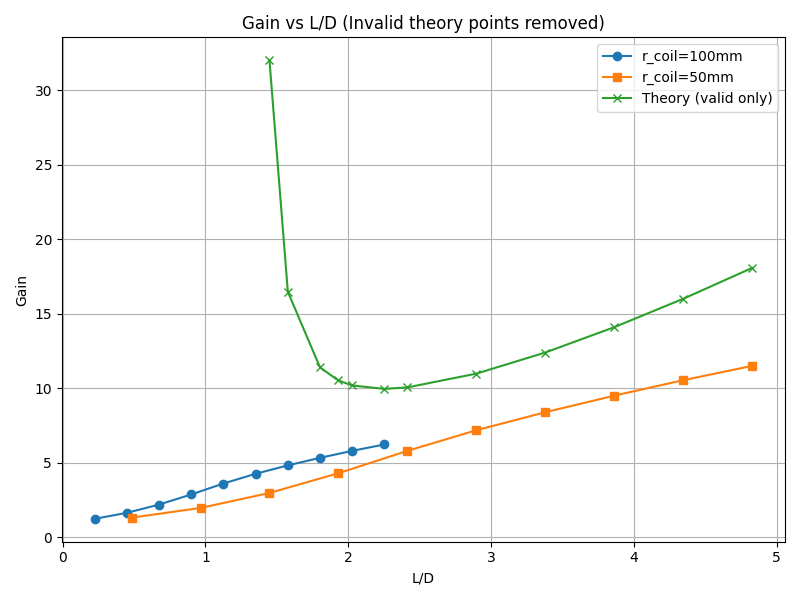 Gain vs L/D (Invalid theory points removed)
r_coil=100mm
r_coil=50mm
Theory (valid only)
Gain
30
25
20
15
10
5
0
0 1 2 3 4 5
L/D